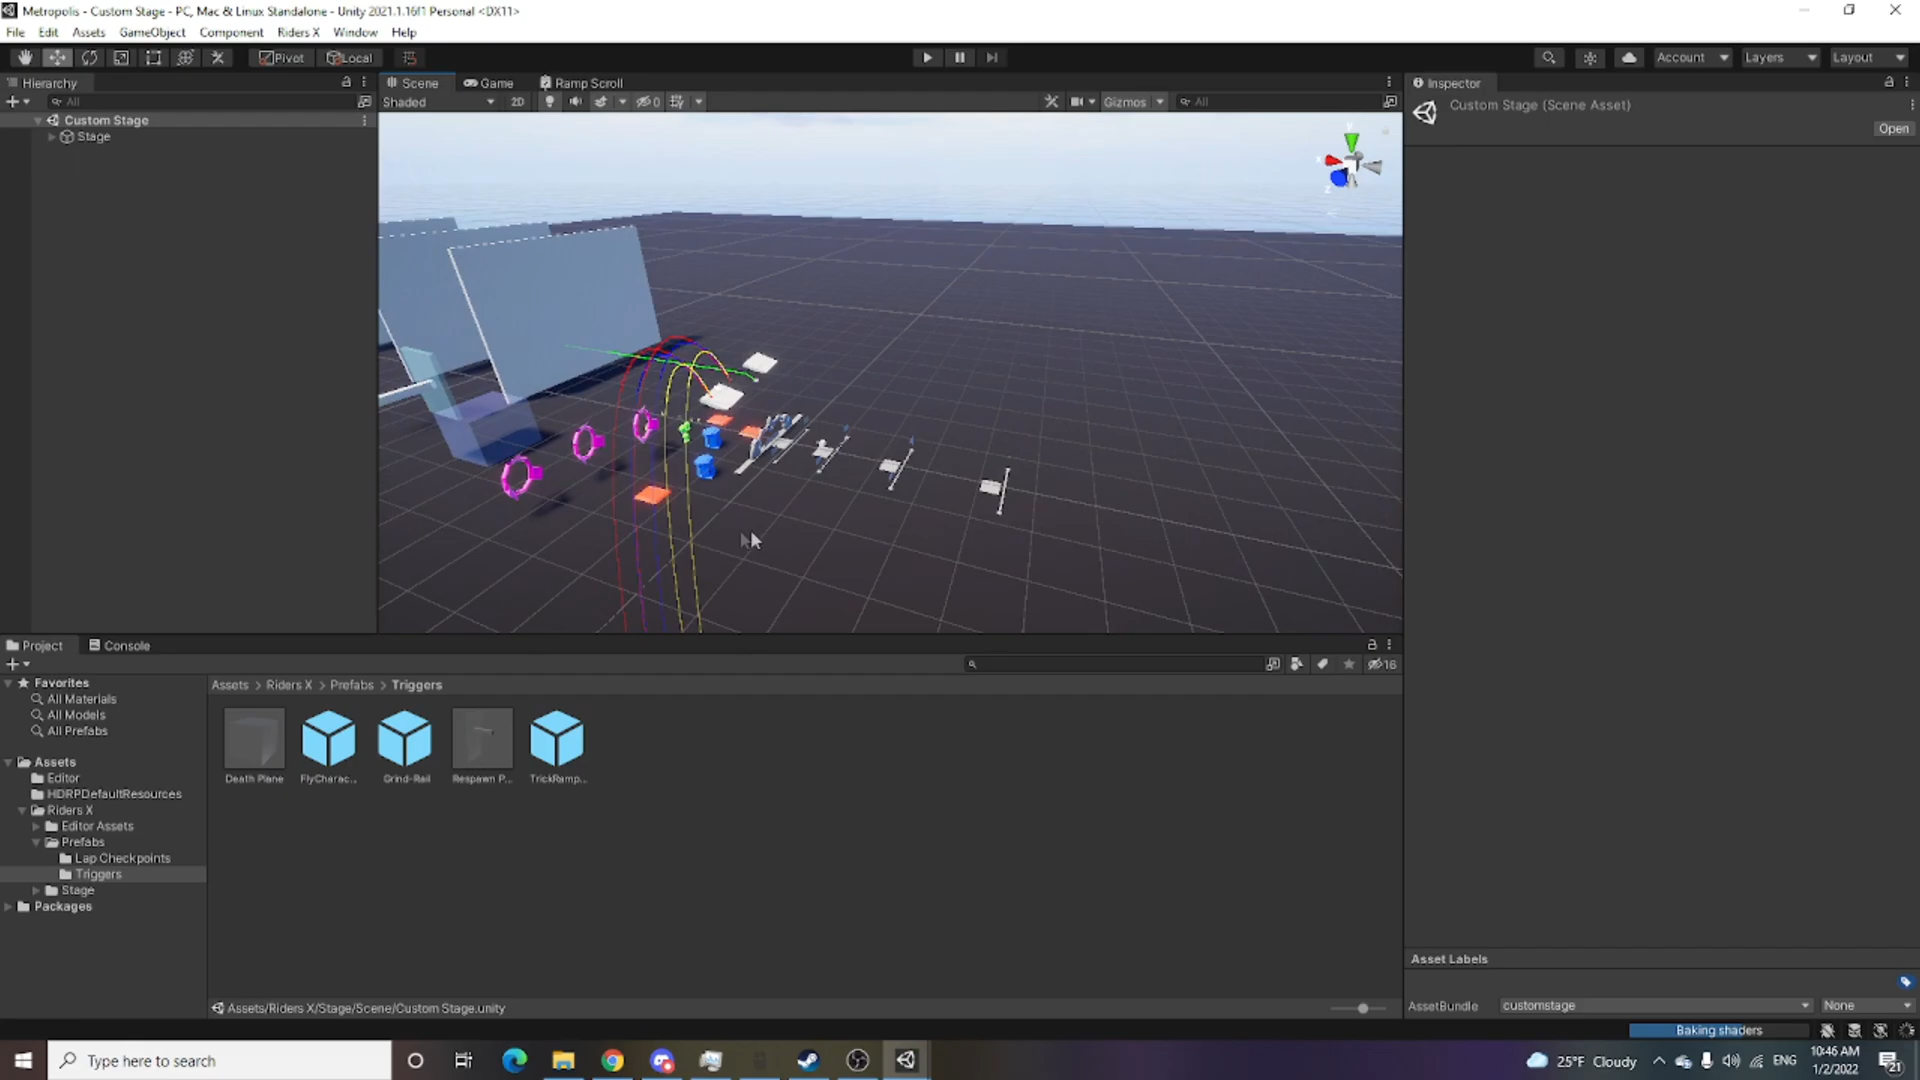 Metropolis - Custom Stage - PC, Mac & Linux Standalone - Unity 2021.1.16f1 Personal <DX11>
File Edit Assets GameObject Component Riders X Window Help
Pivot Local Account Layers Layout
Hierarchy
All
Custom Stage
Stage
Scene Game Ramp Scroll
Shaded 2D 0 Gizmos All
y
x
z
Inspector
Custom Stage (Scene Asset)
Open
Project Console
16
Favorites
All Materials
All Models
All Prefabs
Assets
Editor
HDRPDefaultResources
Riders X
Editor Assets
Prefabs
Lap Checkpoints
Triggers
Stage
Packages
Assets > Riders X > Prefabs > Triggers
Death Plane FlyCharac... Grind-Rail Respawn P... TrickRamp...
Assets/Riders X/Stage/Scene/Custom Stage.unity
Asset Labels
AssetBundle customstage None
Baking shaders
Type here to search
25°F Cloudy ENG 10:46 AM
1/2/2022
21